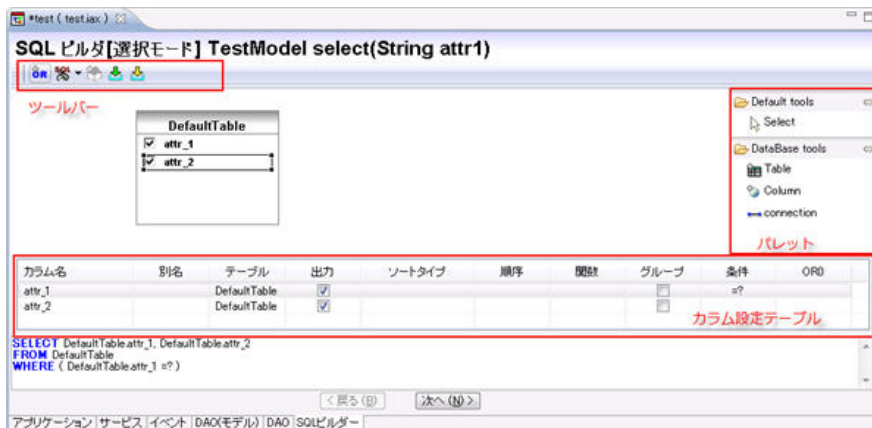 *test ( test.iax )
SQL ビルダ[選択モード] TestModel select(String attr1)
OR
ツールバー
DefaultTable
attr_1
attr_2
Default tools
Select
DataBase tools
Table
Column
connection
パレット
カラム名 別名 テーブル 出力 ソートタイプ 順序 関数 グループ 条件 OR0
attr_1 DefaultTable =?
attr_2 DefaultTable
カラム設定テーブル
SELECT DefaultTable.attr_1, DefaultTable.attr_2
FROM DefaultTable
WHERE ( DefaultTable.attr_1 =? )
< 戻る (B) 次へ (N) >
アプリケーション サービス イベント DAO(モデル) DAO SQLビルダー